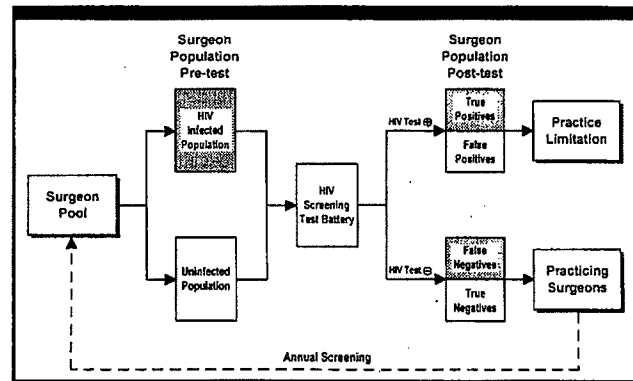 Surgeon
Population
Pre-test
Surgeon
Population
Post-test
HIV
Infected
Population
HIV Test ⊕
True
Positives
False
Positives
Practice
Limitation
Surgeon
Pool
HIV
Screening
Test Battery
Uninfected
Population
HIV Test ⊖
False
Negatives
True
Negatives
Practicing
Surgeons
Annual Screening